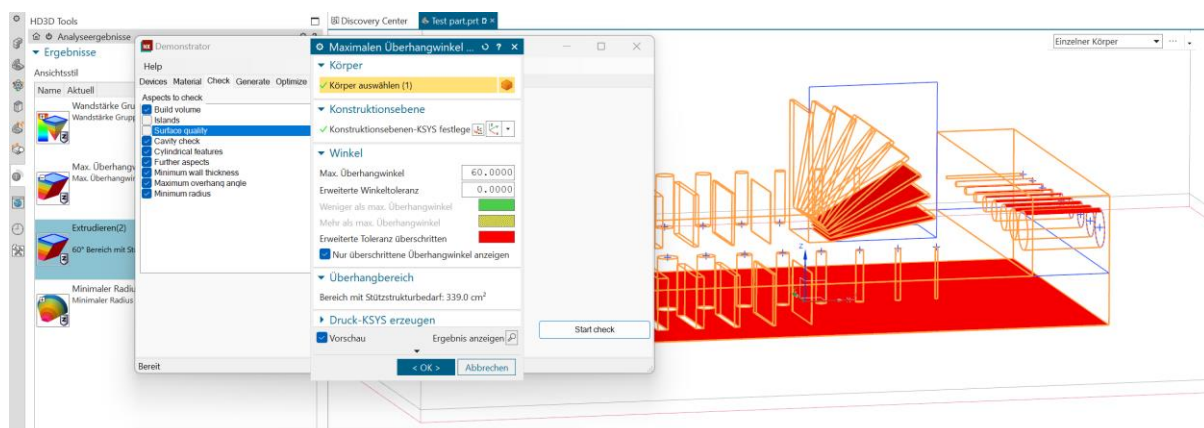 HD3D Tools
Discovery Center
Test part.prt
Analyseergebnisse
Ergebnisse
Ansichtsstil
Name Aktuell
Wandstärke Gru
Wandstärke Grupp
Max. Überhangw
Max. Überhangwin
Extrudieren(2)
60° Bereich mit St
Minimaler Radiu
Minimaler Radius
Demonstrator
Help
Devices Material Check Generate Optimize
Aspects to check
Build volume
Islands
Surface quality
Cavity check
Cylindrical features
Further aspects
Minimum wall thickness
Maximum overhang angle
Minimum radius
Bereit
Start check
Maximalen Überhangwinkel ...
Körper
Körper auswählen (1)
Konstruktionsebene
Konstruktionsebenen-KSYS festlege
Winkel
Max. Überhangwinkel 60.0000
Erweiterte Winkeltoleranz 0.0000
Weniger als max. Überhangwinkel
Mehr als max. Überhangwinkel
Erweiterte Toleranz überschritten
Nur überschrittene Überhangwinkel anzeigen
Überhangbereich
Bereich mit Stützstrukturbedarf: 339.0 cm²
Druck-KSYS erzeugen
Vorschau Ergebnis anzeigen
< OK > Abbrechen
Einzelner Körper
Z